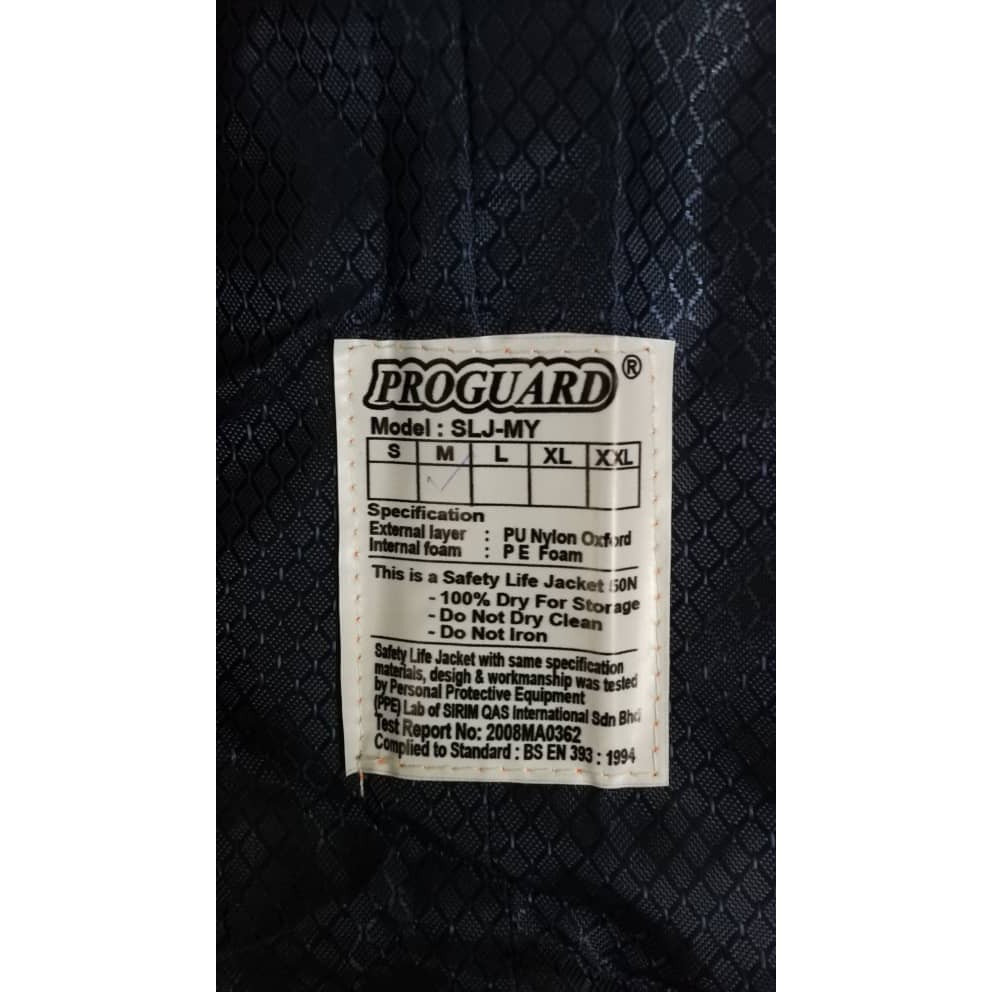 PROGUARD®
Model : SLJ-MY
S M L XL XXL
Specification
External layer : PU Nylon Oxford
Internal foam : P E Foam
This is a Safety Life Jacket 50N
- 100% Dry For Storage
- Do Not Dry Clean
- Do Not Iron
Safety Life Jacket with same specification
materials, desigh & workmanship was tested
by Personal Protective Equipment
(PPE) Lab of SIRIM QAS International Sdn Bhd
Test Report No: 2008MA0362
Complied to Standard : BS EN 393 : 1994